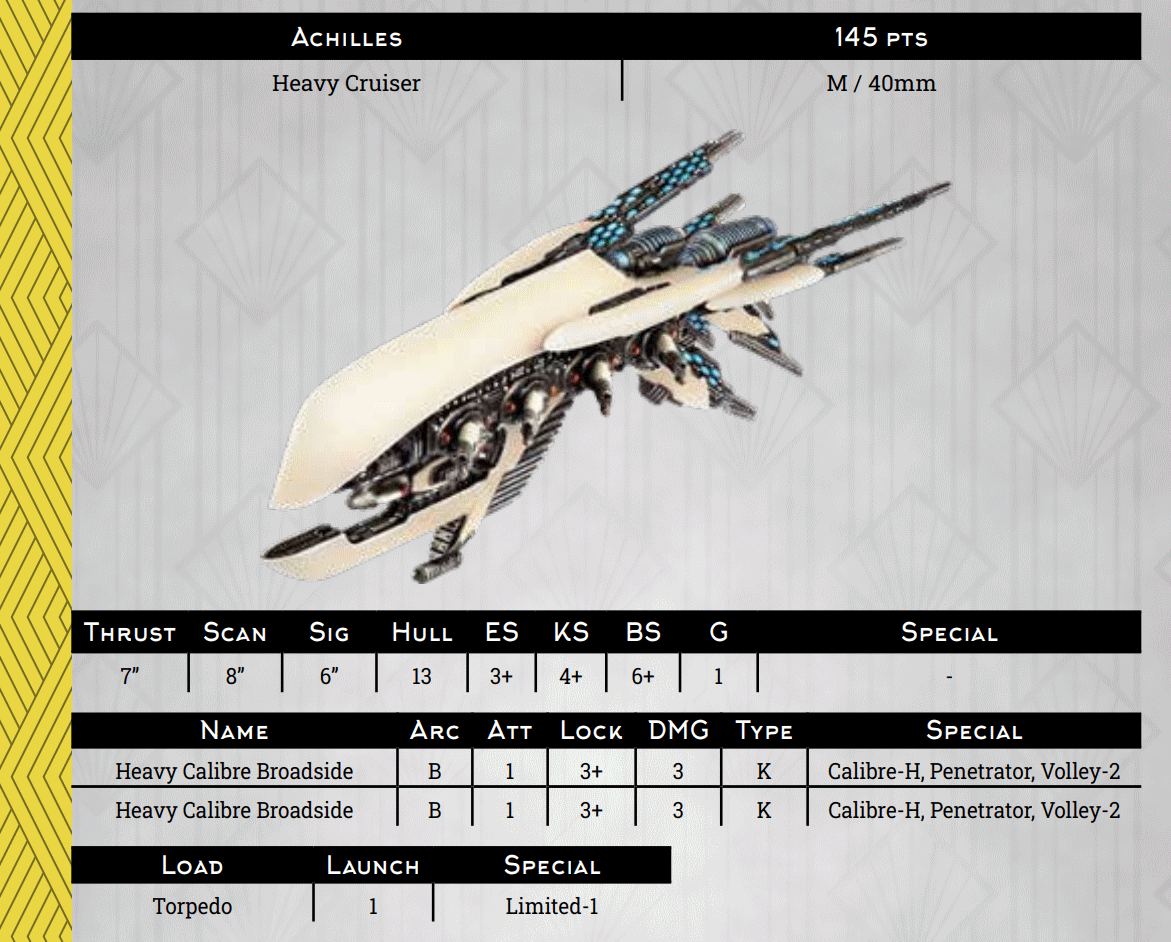 Achilles 145 pts
Heavy Cruiser M / 40mm
Thrust Scan Sig Hull ES KS BS G Special
7” 8” 6” 13 3+ 4+ 6+ 1 -
Name Arc Att Lock DMG Type Special
Heavy Calibre Broadside B 1 3+ 3 K Calibre-H, Penetrator, Volley-2
Heavy Calibre Broadside B 1 3+ 3 K Calibre-H, Penetrator, Volley-2
Load Launch Special
Torpedo 1 Limited-1